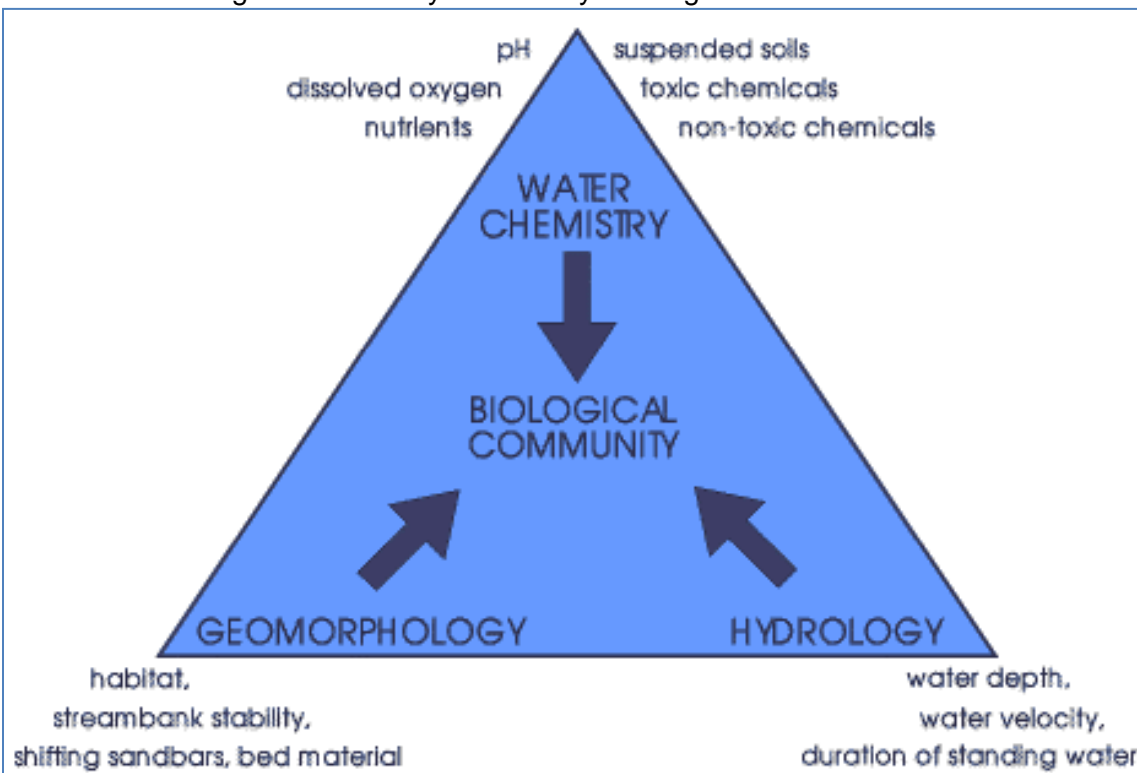 pH
suspended soils
dissolved oxygen
toxic chemicals
nutrients
non-toxic chemicals
WATER
CHEMISTRY
BIOLOGICAL
COMMUNITY
GEOMORPHOLOGY
HYDROLOGY
habitat,
streambank stability,
shifting sandbars, bed material
water depth,
water velocity,
duration of standing water